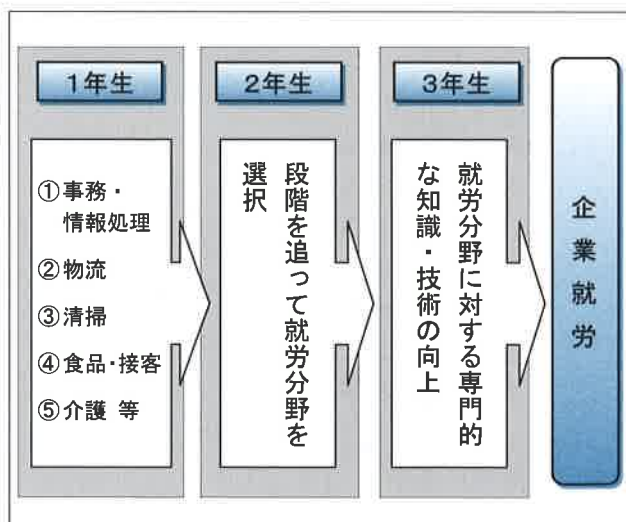 1年生
①事務・
情報処理
②物流
③清掃
④食品・接客
⑤介護 等
2年生
段階を追って就労分野を
選択
3年生
就労分野に対する専門的
な知識・技術の向上
企業就労